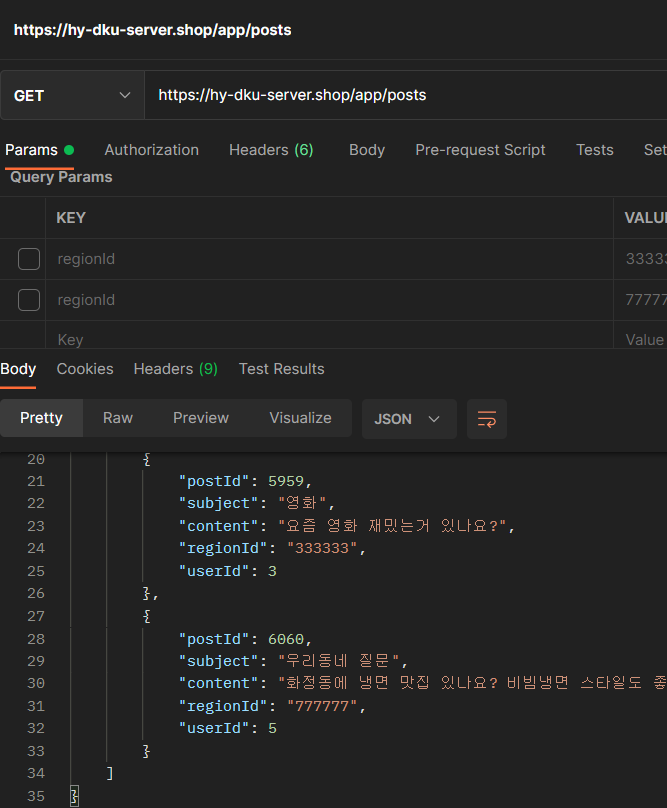 https://hy-dku-server.shop/app/posts
GET https://hy-dku-server.shop/app/posts
Params Authorization Headers (6) Body Pre-request Script Tests Set
Query Params
KEY VALU
regionId 33333
regionId 77777
Key Value
Body Cookies Headers (9) Test Results
Pretty Raw Preview Visualize JSON
20 {
21 "postId": 5959,
22 "subject": "영화",
23 "content": "요즘 영화 재밌는거 있나요?",
24 "regionId": "333333",
25 "userId": 3
26 },
27 {
28 "postId": 6060,
29 "subject": "우리동네 질문",
30 "content": "화정동에 냉면 맛집 있나요? 비빔냉면 스타일도 좋
31 "regionId": "777777",
32 "userId": 5
33 }
34 ]
35 }